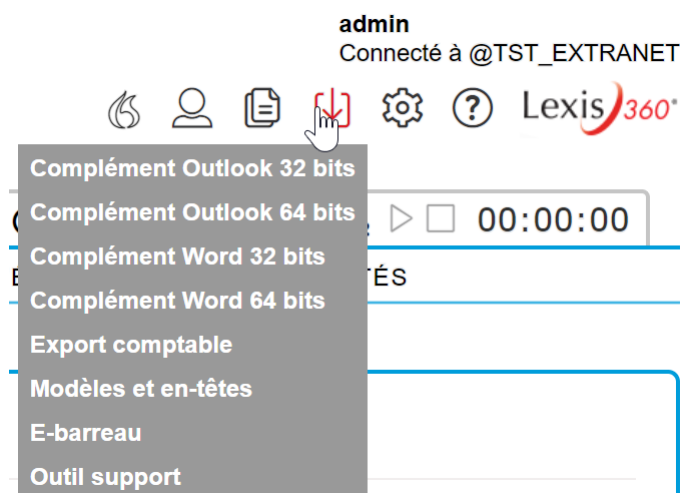 admin
Connecté à @TST_EXTRANET
Lexis 360
Complément Outlook 32 bits
Complément Outlook 64 bits
00:00:00
Complément Word 32 bits
TÉS
Complément Word 64 bits
Export comptable
Modèles et en-têtes
E-barreau
Outil support